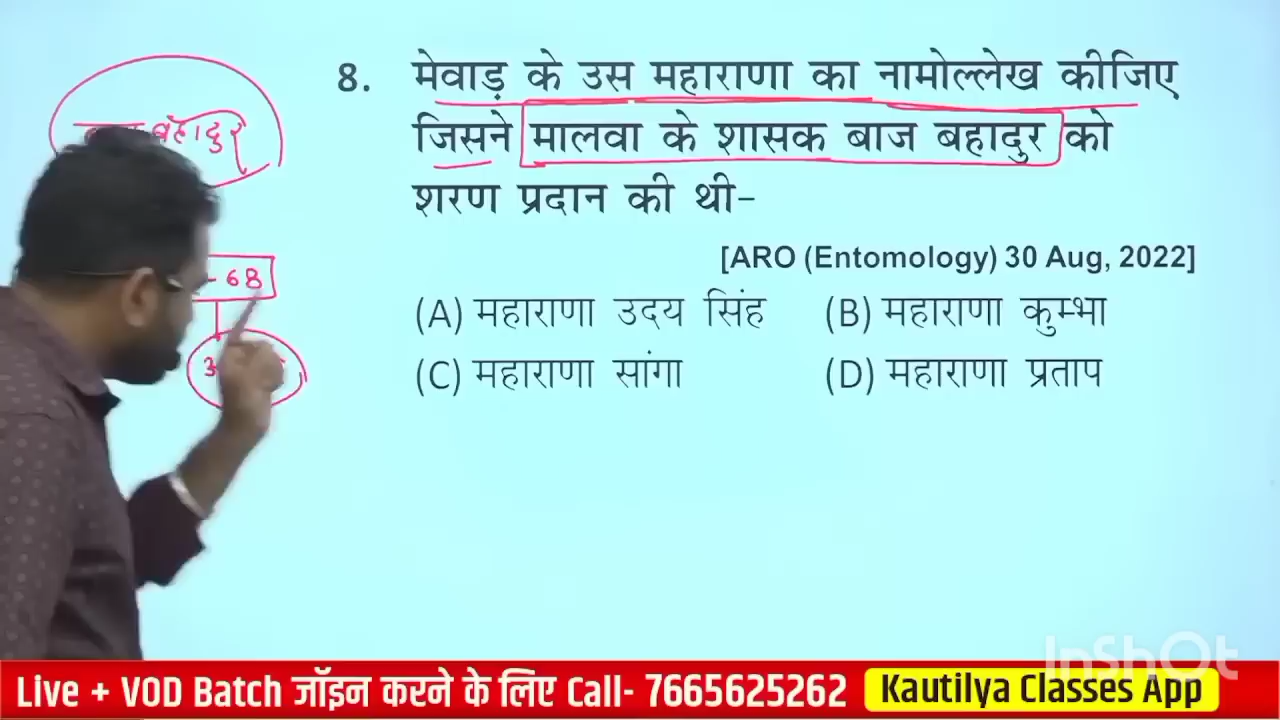 8. मेवाड़ के उस महाराणा का नामोल्लेख कीजिए
जिसने मालवा के शासक बाज बहादुर को
शरण प्रदान की थी-
[ARO (Entomology) 30 Aug, 2022]
(A) महाराणा उदय सिंह (B) महाराणा कुम्भा
(C) महाराणा सांगा (D) महाराणा प्रताप
बहादुर
- 68
InShOt
Live + VOD Batch जॉइन करने के लिए Call- 7665625262 Kautilya Classes App